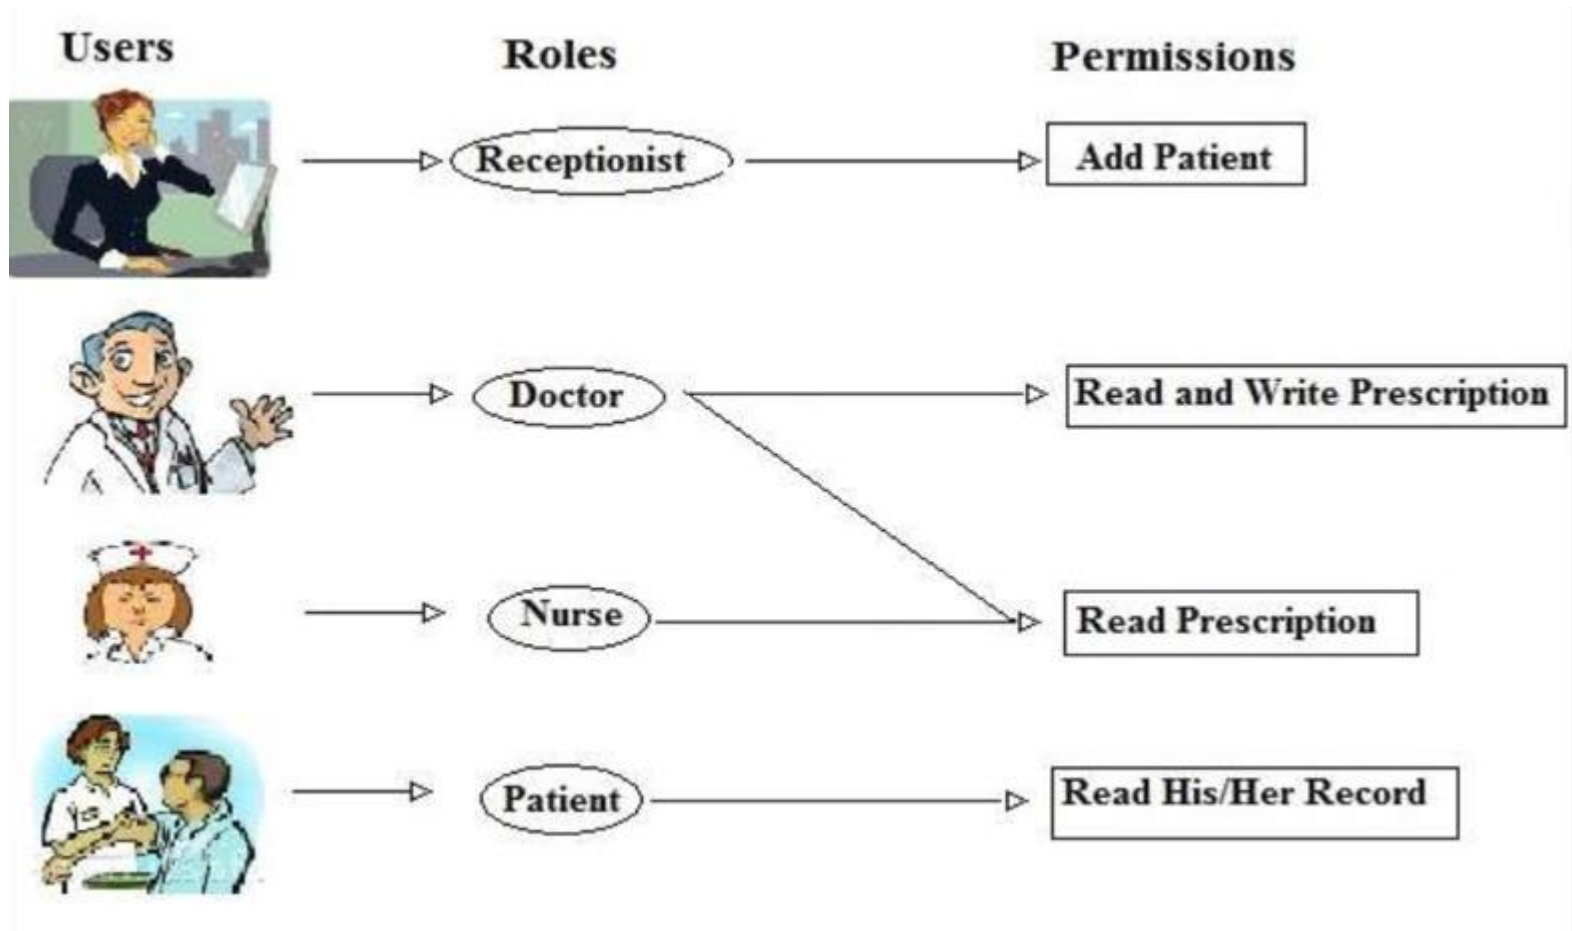 Users
Roles
Permissions
Receptionist
Add Patient
Doctor
Read and Write Prescription
Nurse
Read Prescription
Patient
Read His/Her Record